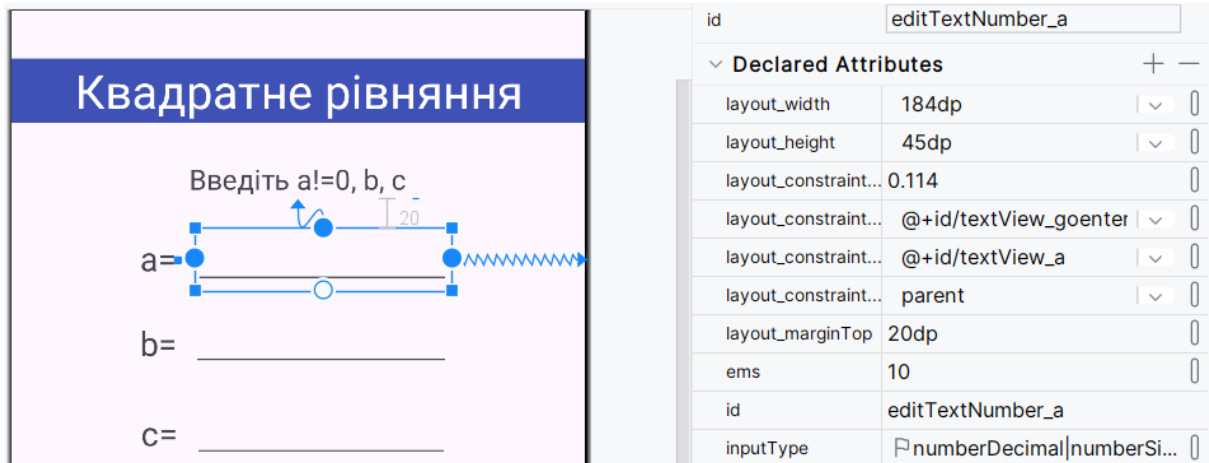 Квадратне рівняння
Введіть a!=0, b, c
20
a=
b=
c=
id editTextNumber_a
Declared Attributes
layout_width 184dp
layout_height 45dp
layout_constraint... 0.114
layout_constraint... @+id/textView_goenter
layout_constraint... @+id/textView_a
layout_constraint... parent
layout_marginTop 20dp
ems 10
id editTextNumber_a
inputType numberDecimal|numberSi...